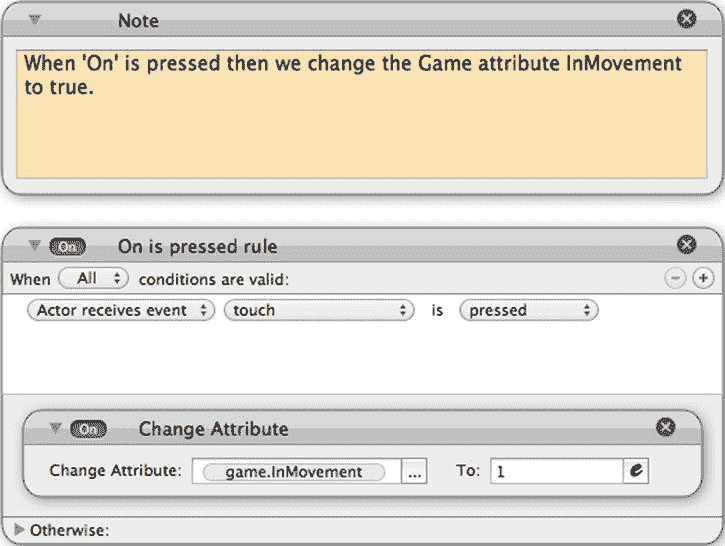 Note
When 'On' is pressed then we change the Game attribute InMovement
to true.
On On is pressed rule
When All conditions are valid:
Actor receives event touch is pressed
On Change Attribute
Change Attribute: game.InMovement ... To: 1 e
Otherwise: